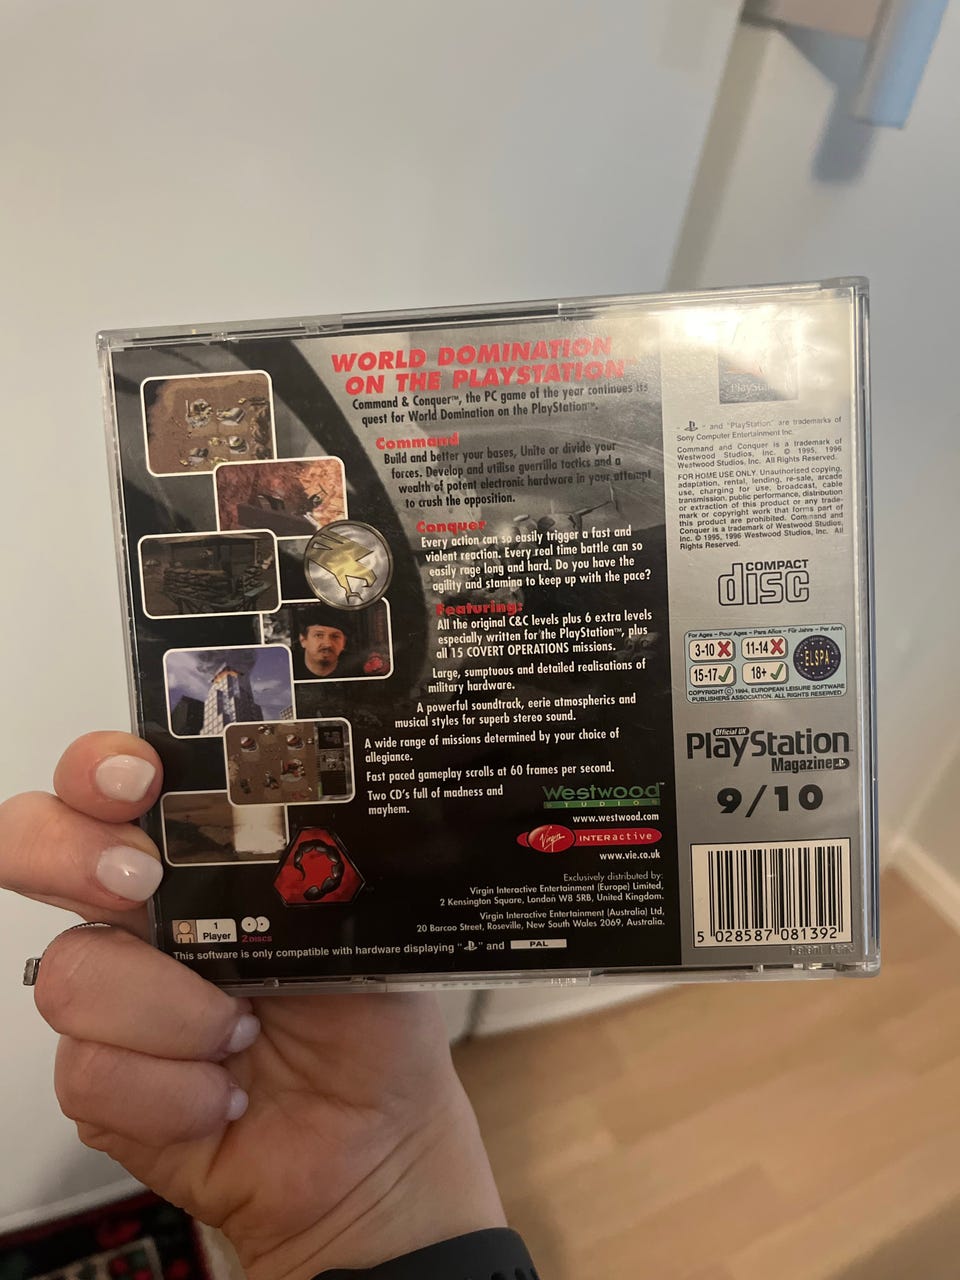 WORLD DOMINATION
ON THE PLAYSTATION™
Command & Conquer™, the PC game of the year continues its
quest for World Domination on the PlayStation™.
Command
Build and better your bases, Unite or divide your
forces. Develop and utilise guerrilla tactics and a
wealth of potent electronic hardware in your attempt
to crush the opposition.
Conquer
Every action can so easily trigger a fast and
violent reaction. Every real time battle can so
easily rage long and hard. Do you have the
agility and stamina to keep up with the pace?
Featuring:
All the original C&C levels plus 6 extra levels
especially written for the PlayStation™, plus
all 15 COVERT OPERATIONS missions.
Large, sumptuous and detailed realisations of
military hardware.
A powerful soundtrack, eerie atmospherics and
musical styles for superb stereo sound.
A wide range of missions determined by your choice of
allegiance.
Fast paced gameplay scrolls at 60 frames per second.
Two CD's full of madness and
mayhem.
Westwood™
STUDIOS
www.westwood.com
Virgin INTERactive
www.vie.co.uk
Exclusively distributed by:
Virgin Interactive Entertainment (Europe) Limited,
2 Kensington Square, London W8 5RB, United Kingdom.
Virgin Interactive Entertainment (Australia) Ltd,
20 Barcoo Street, Roseville, New South Wales 2069, Australia.
1
Player
2 discs
This software is only compatible with hardware displaying " " and PAL
PlayStation
" " and "PlayStation" are trademarks of
Sony Computer Entertainment Inc.
Command and Conquer is a trademark of
Westwood Studios, Inc. © 1995, 1996
Westwood Studios, Inc. All Rights Reserved.
FOR HOME USE ONLY. Unauthorized copying,
adaptation, rental, lending, re-sale, arcade
use, charging for use, broadcast, cable
transmission, public performance, distribution
or extraction of this product or any trade-
mark or copyright work that forms part of
this product are prohibited. Command and
Conquer is a trademark of Westwood Studios,
Inc. © 1995, 1996 Westwood Studios, Inc. All
Rights Reserved.
COMPACT
disc
For Ages – Pour Ages – Para Años – Für Jahre – Per Anni
3-10 11-14
15-17 18+
ELSPA
COPYRIGHT © 1994, EUROPEAN LEISURE SOFTWARE
PUBLISHERS ASSOCIATION. ALL RIGHTS RESERVED
Official UK
PlayStation
Magazine
9/10
5 028587 081392